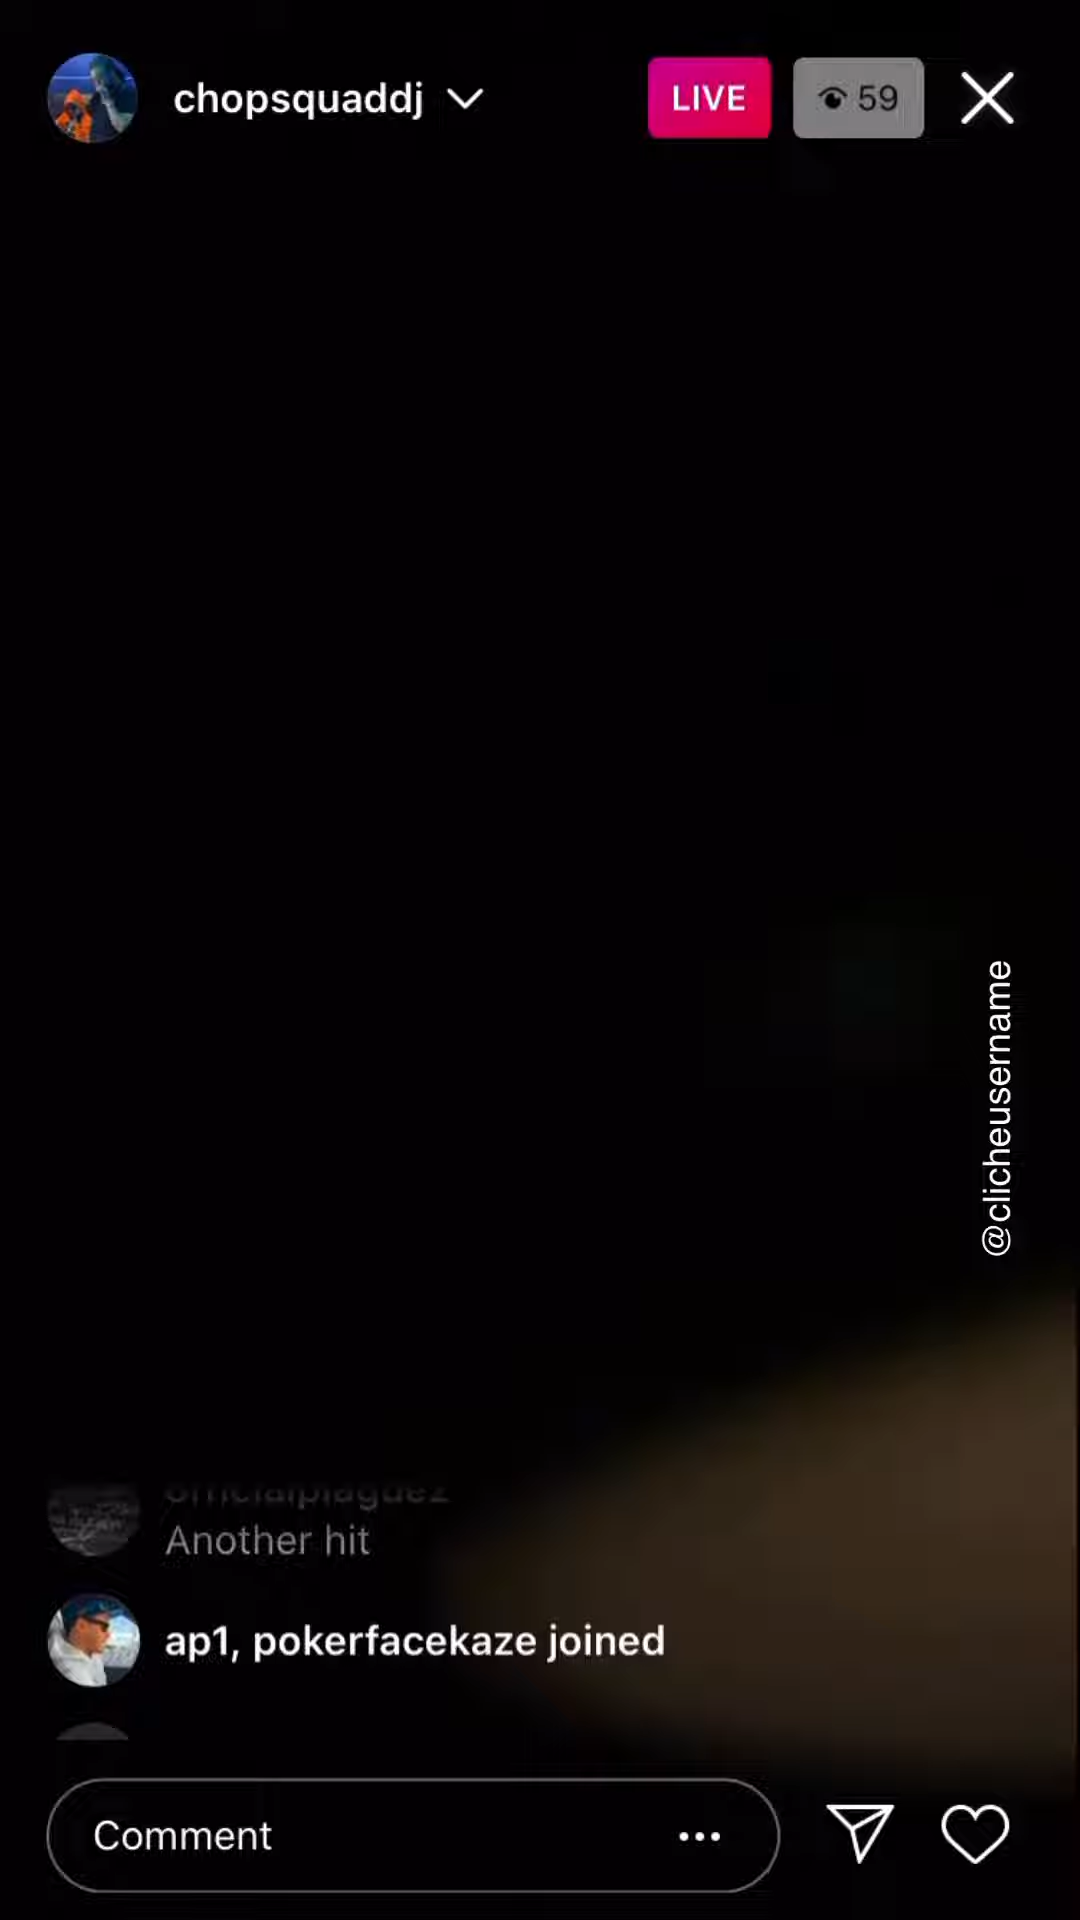 chopsquaddj
LIVE
59
@clicheusername
Another hit
ap1, pokerfacekaze joined
Comment